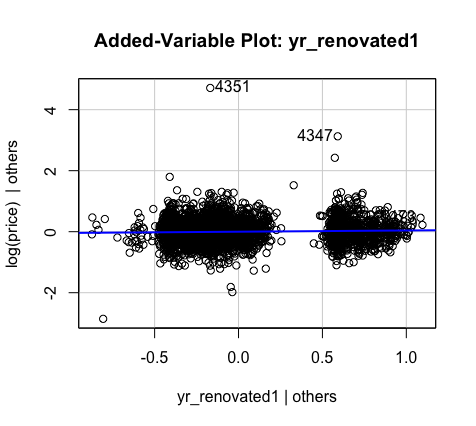 Added-Variable Plot: yr_renovated1
4351
4347
4
2
0
-2
log(price) | others
-0.5 0.0 0.5 1.0
yr_renovated1 | others